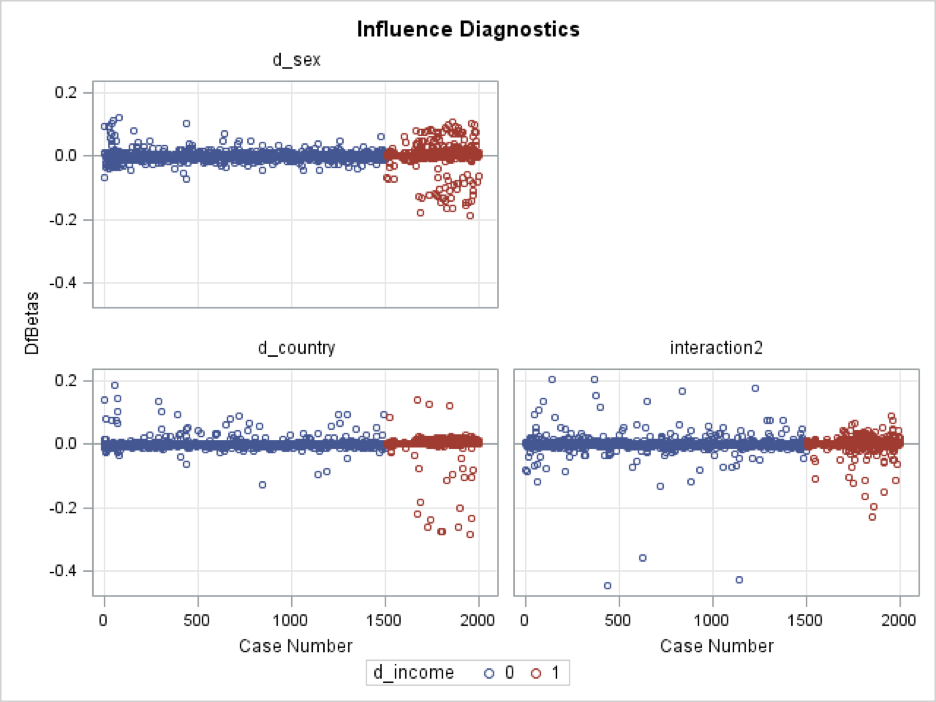 Influence Diagnostics
d_sex
0.2
0.0
-0.2
-0.4
DfBetas
d_country
interaction2
0.2
0.0
-0.2
-0.4
0 500 1000 1500 2000
0 500 1000 1500 2000
Case Number
Case Number
d_income 0 1